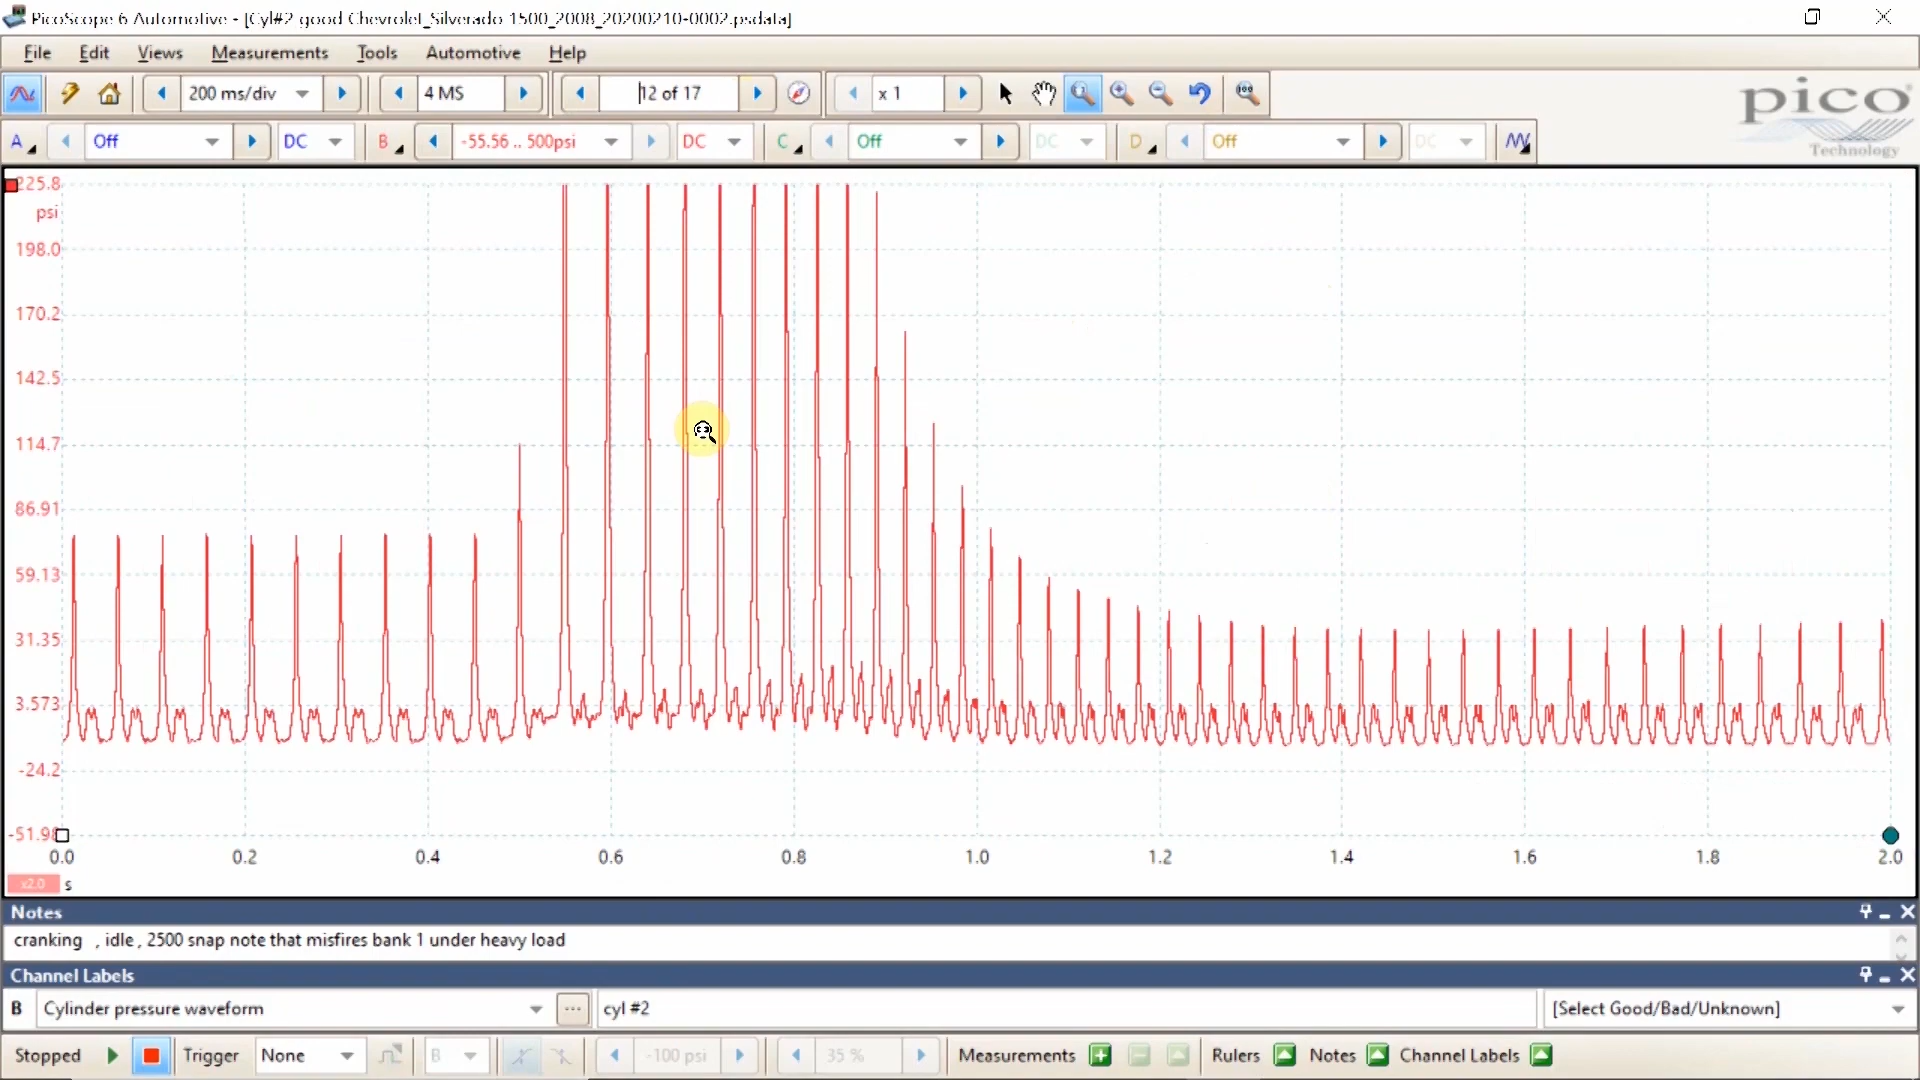 PicoScope 6 Automotive - [Cyl#2 good Chevrolet_Silverado 1500_2008_20200210-0002.psdata]
File Edit Views Measurements Tools Automotive Help
200 ms/div 4 MS 12 of 17 x 1
pico
Technology
A Off DC B -55.56 .. 500psi DC C Off DC D Off DC
225.8
psi
198.0
170.2
142.5
114.7
86.91
59.13
31.35
3.573
-24.2
-51.98
0.0 0.2 0.4 0.6 0.8 1.0 1.2 1.4 1.6 1.8 2.0
x2.0 s
Notes
cranking , idle , 2500 snap note that misfires bank 1 under heavy load
Channel Labels
B Cylinder pressure waveform ... cyl #2 [Select Good/Bad/Unknown]
Stopped Trigger None B -100 psi 35 % Measurements Rulers Notes Channel Labels